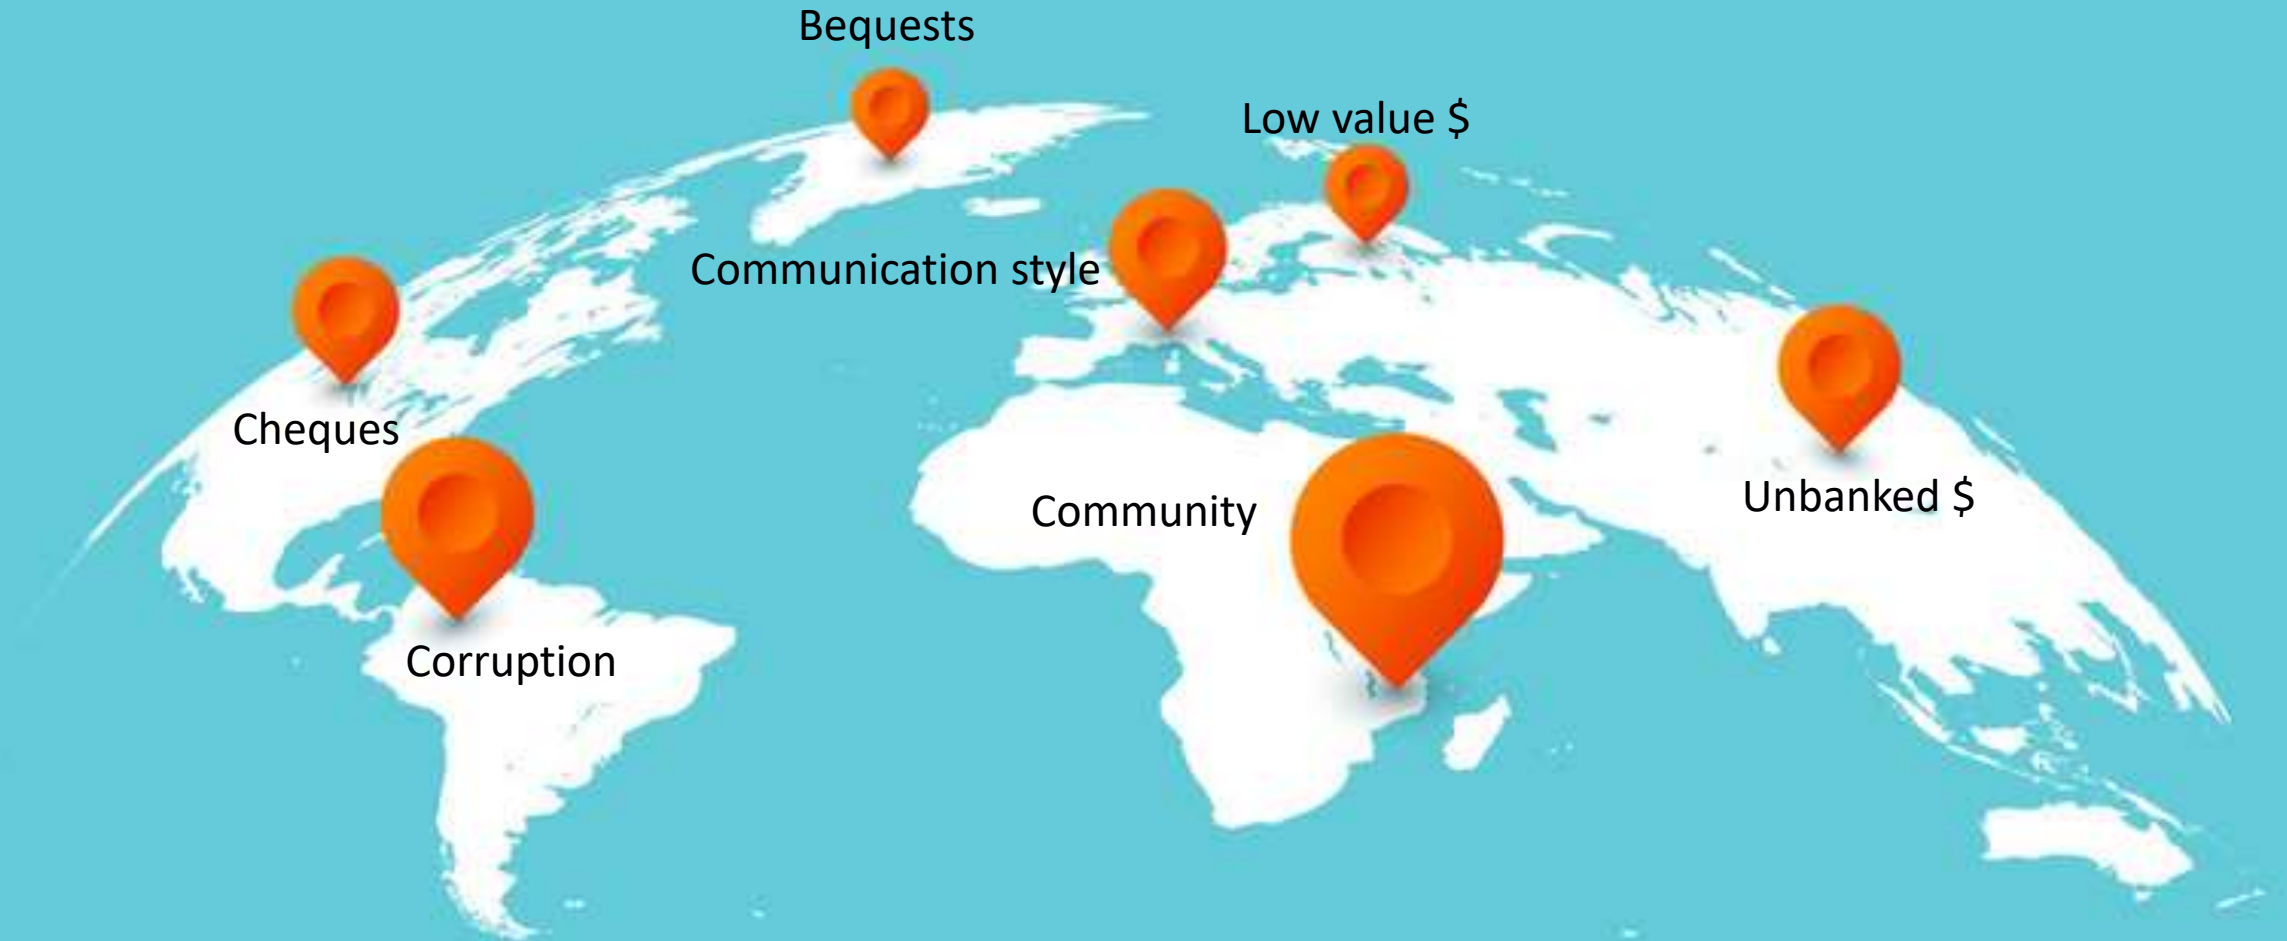 Bequests
Low value $
Communication style
Cheques
Community
Unbanked $
Corruption